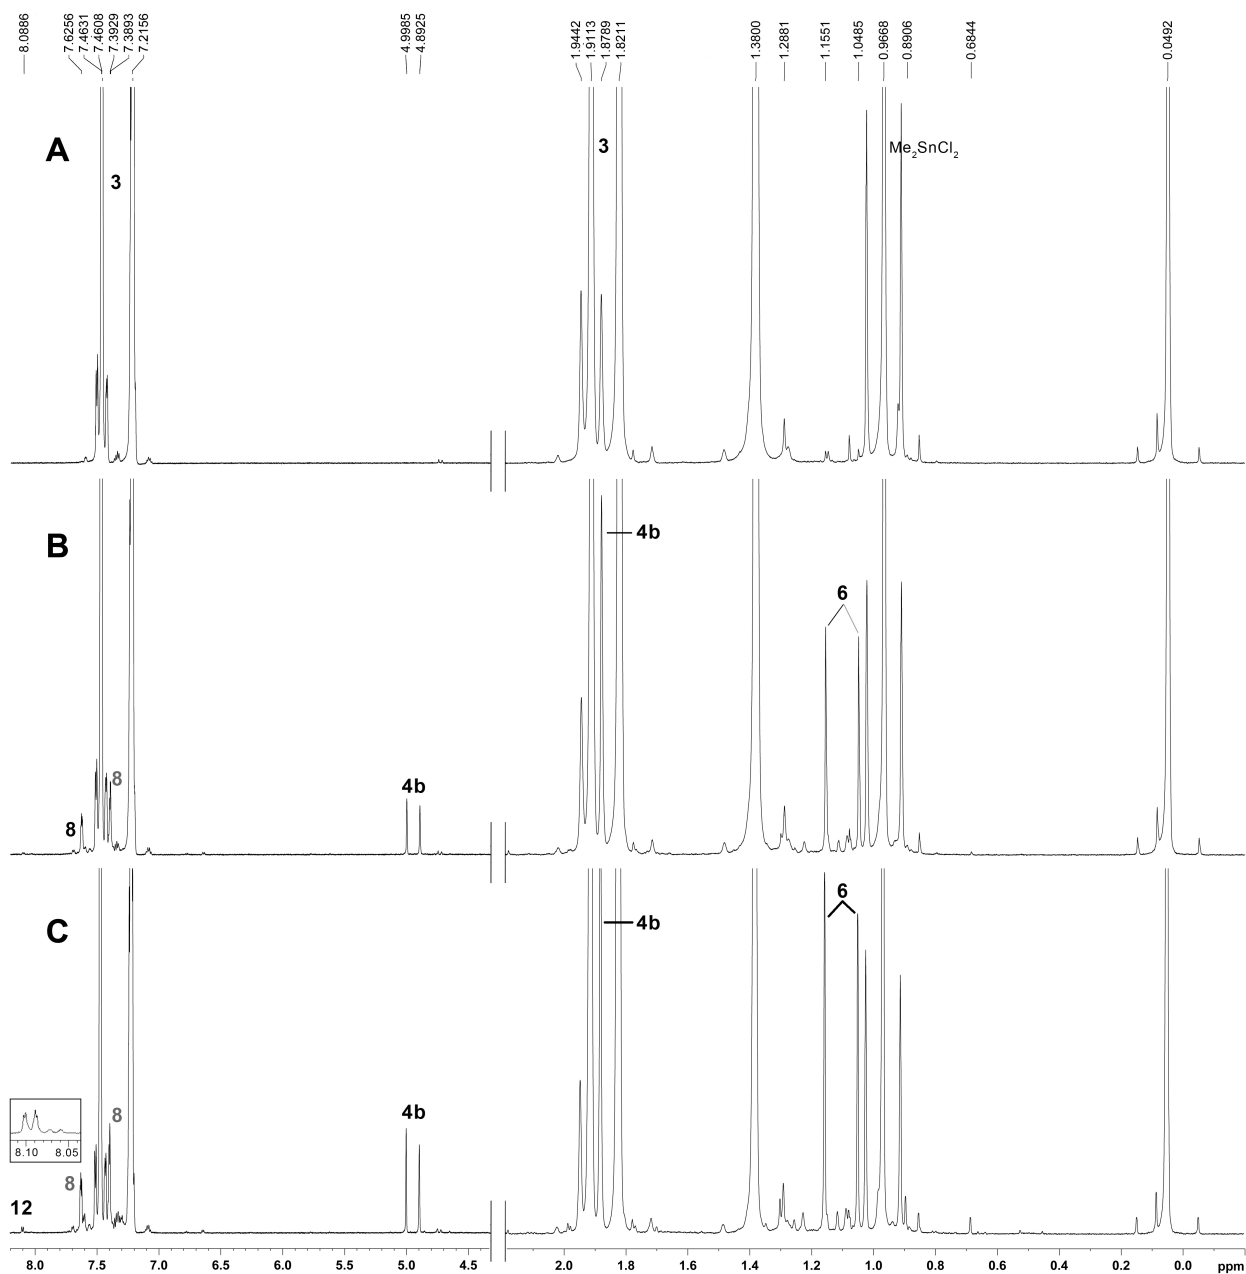 8.0886 7.6256 7.4631 7.4608 7.3929 7.3893 7.2156 4.9985 4.8925 1.9442 1.9113 1.8789 1.8211 1.3800 1.2881 1.1551 1.0485 0.9668 0.8906 0.6844 0.0492
A 3 3 Me₂SnCl₂
B 4b
6
8 4b
8
C 6
4b
8 4b
8.10 8.05
8
12
8.0 7.5 7.0 6.5 6.0 5.5 5.0 4.5 2.0 1.8 1.6 1.4 1.2 1.0 0.8 0.6 0.4 0.2 0.0 ppm